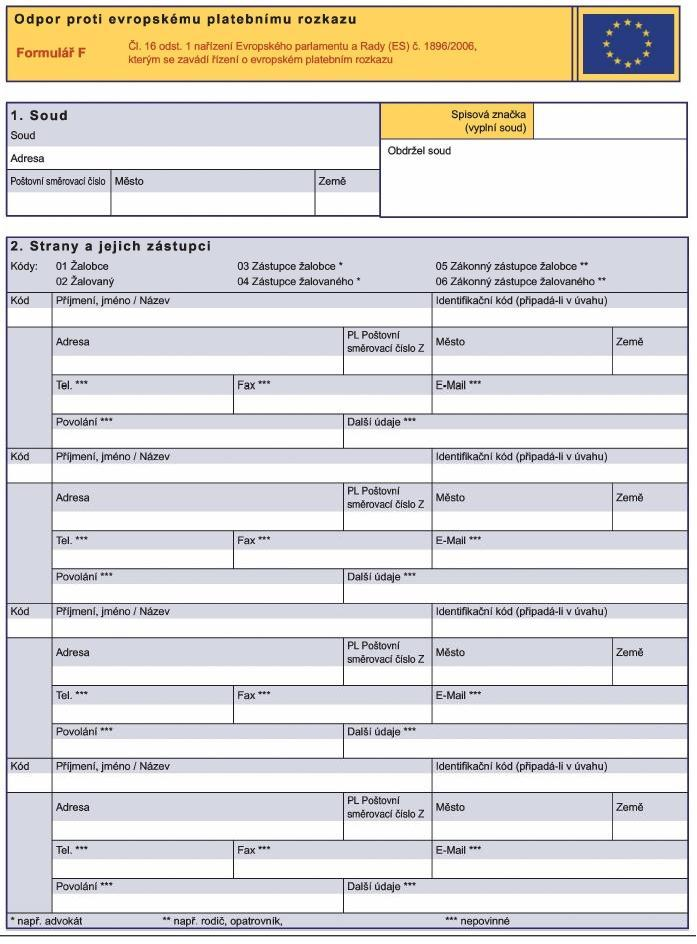 Odpor proti evropskému platebnímu rozkazu
Formulář F
Čl. 16 odst. 1 nařízení Evropského parlamentu a Rady (ES) č. 1896/2006,
kterým se zavádí řízení o evropském platebním rozkazu
1. Soud
Soud
Adresa
Poštovní směrovací číslo Město Země
Spisová značka
(vyplní soud)
Obdržel soud
2. Strany a jejich zástupci
Kódy: 01 Žalobce 03 Zástupce žalobce * 05 Zákonný zástupce žalobce **
02 Žalovaný 04 Zástupce žalovaného * 06 Zákonný zástupce žalovaného **
Kód Příjmení, jméno / Název Identifikační kód (připadá-li v úvahu)
Adresa PL Poštovní směrovací číslo Z Město Země
Tel. *** Fax *** E-Mail ***
Povolání *** Další údaje ***
Kód Příjmení, jméno / Název Identifikační kód (připadá-li v úvahu)
Adresa PL Poštovní směrovací číslo Z Město Země
Tel. *** Fax *** E-Mail ***
Povolání *** Další údaje ***
Kód Příjmení, jméno / Název Identifikační kód (připadá-li v úvahu)
Adresa PL Poštovní směrovací číslo Z Město Země
Tel. *** Fax *** E-Mail ***
Povolání *** Další údaje ***
Kód Příjmení, jméno / Název Identifikační kód (připadá-li v úvahu)
Adresa PL Poštovní směrovací číslo Z Město Země
Tel. *** Fax *** E-Mail ***
Povolání *** Další údaje ***
* např. advokát ** např. rodič, opatrovník, *** nepovinné